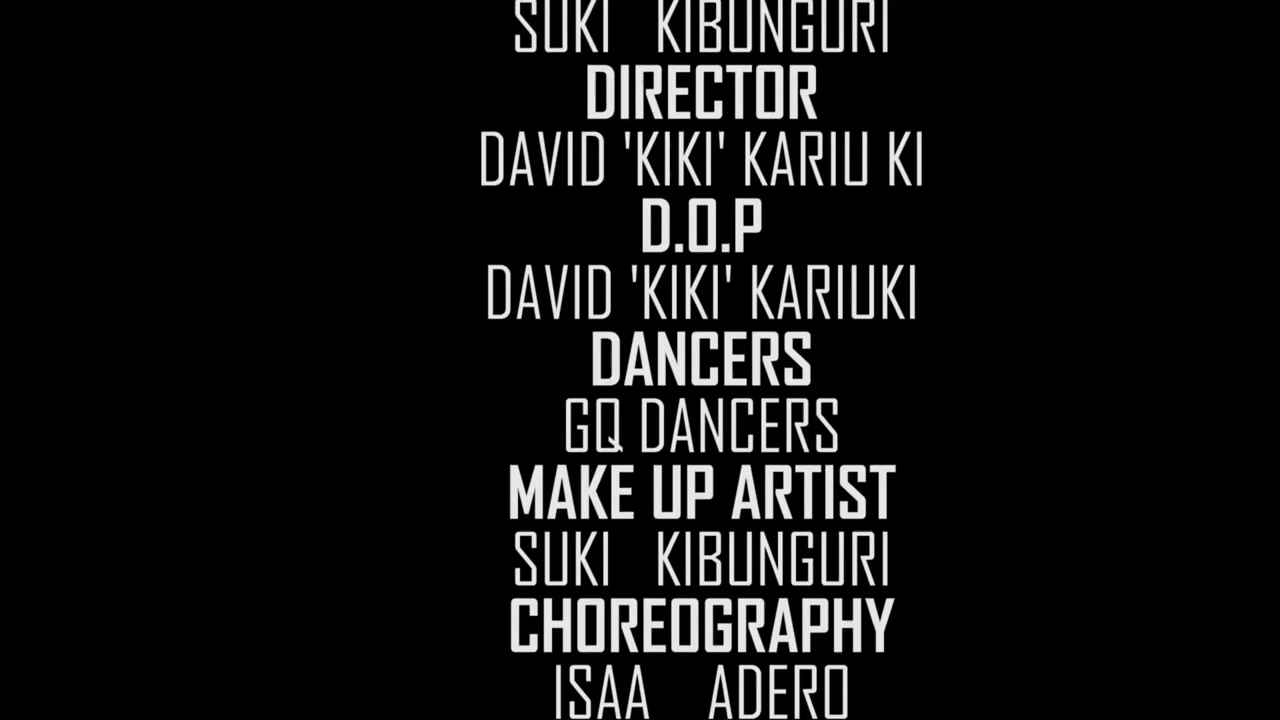 SUKI KIBUNGURI
DIRECTOR
DAVID 'KIKI' KARIU KI
D.O.P
DAVID 'KIKI' KARIUKI
DANCERS
GQ DANCERS
MAKE UP ARTIST
SUKI KIBUNGURI
CHOREOGRAPHY
ISAA ADERO